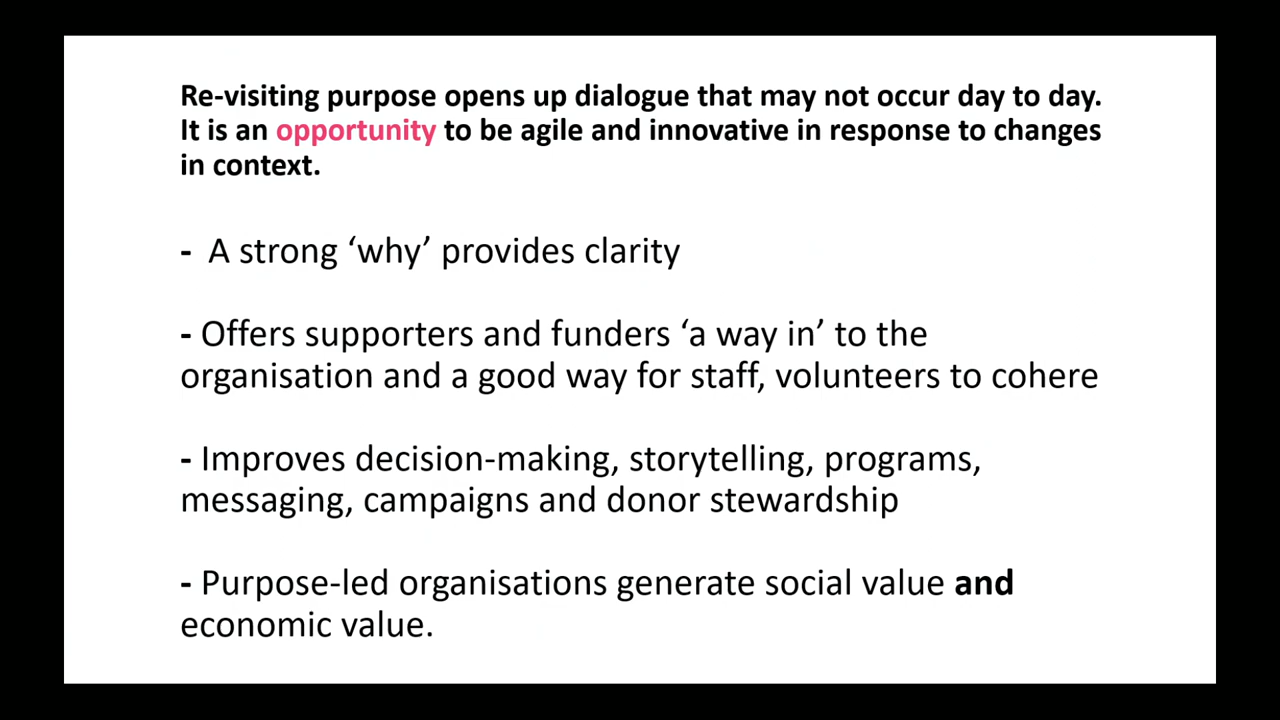 Re-visiting purpose opens up dialogue that may not occur day to day.
It is an opportunity to be agile and innovative in response to changes
in context.
- A strong ‘why’ provides clarity
- Offers supporters and funders ‘a way in’ to the
organisation and a good way for staff, volunteers to cohere
- Improves decision-making, storytelling, programs,
messaging, campaigns and donor stewardship
- Purpose-led organisations generate social value and
economic value.